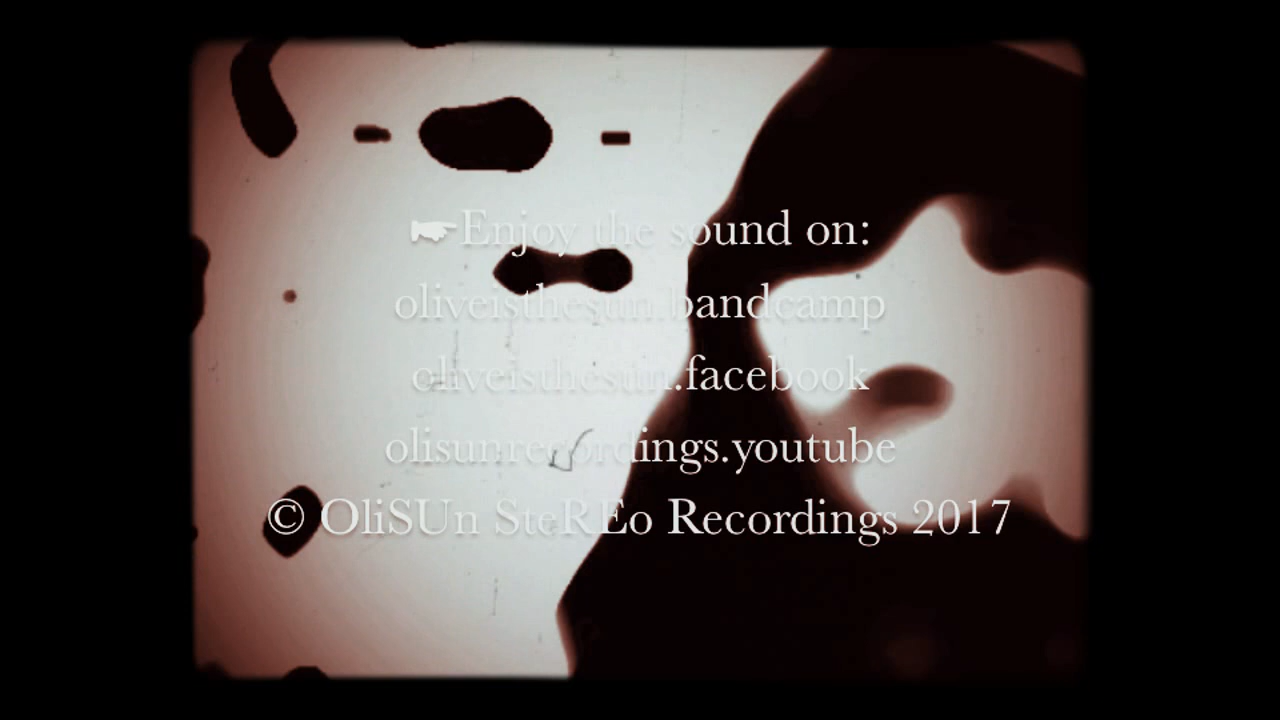 ☛Enjoy the sound on:
oliveisthesun.bandcamp
oliveisthesun.facebook
olisunrecordings.youtube
© OliSUn SteREo Recordings 2017